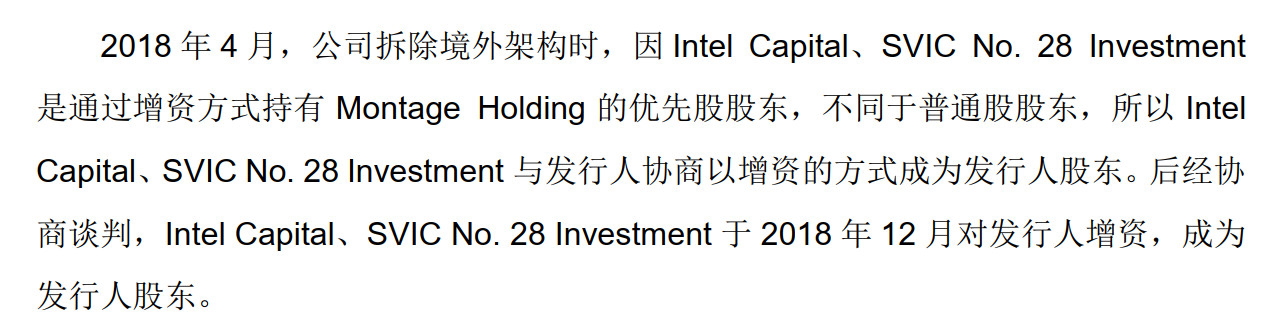 2018 年 4 月，公司拆除境外架构时，因 Intel Capital、SVIC No. 28 Investment
是通过增资方式持有 Montage Holding 的优先股股东，不同于普通股股东，所以 Intel
Capital、SVIC No. 28 Investment 与发行人协商以增资的方式成为发行人股东。后经协
商谈判，Intel Capital、SVIC No. 28 Investment 于 2018 年 12 月对发行人增资，成为
发行人股东。